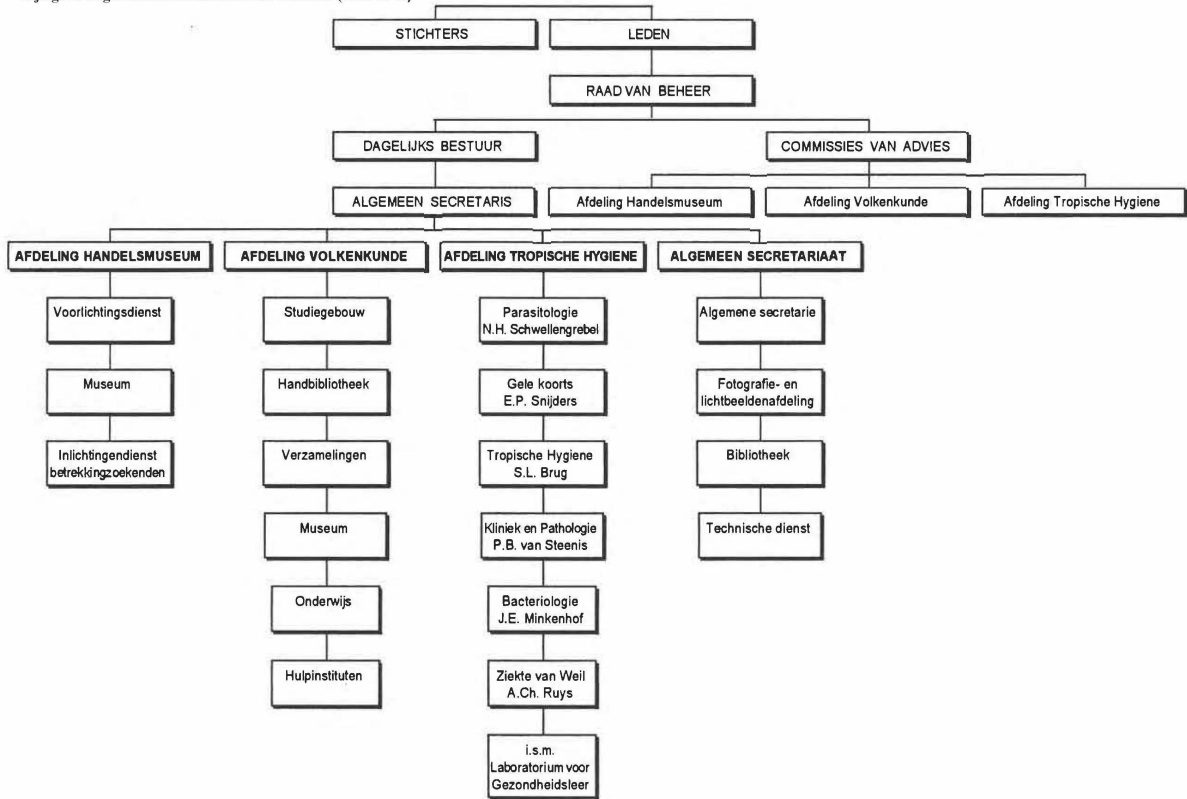 STICHTERS
LEDEN
RAAD VAN BEHEER
DAGELIJKS BESTUUR
COMMISSIES VAN ADVIES
ALGEMEEN SECRETARIS
Afdeling Handelsmuseum
Afdeling Volkenkunde
Afdeling Tropische Hygiene
AFDELING HANDELSMUSEUM
AFDELING VOLKENKUNDE
AFDELING TROPISCHE HYGIENE
ALGEMEEN SECRETARIAAT
Voorlichtingsdienst
Museum
Inlichtingendienst
betrekkingzoekenden
Studiegebouw
Handbibliotheek
Verzamelingen
Museum
Onderwijs
Hulpinstituten
Parasitologie
N.H. Schwellengrebel
Gele koorts
E.P. Snijders
Tropische Hygiene
S.L. Brug
Kliniek en Pathologie
P.B. van Steenis
Bacteriologie
J.E. Minkenhof
Ziekte van Weil
A.Ch. Ruys
i.s.m.
Laboratorium voor
Gezondheidsleer
Algemene secretarie
Fotografie- en
lichtbeeldenafdeling
Bibliotheek
Technische dienst